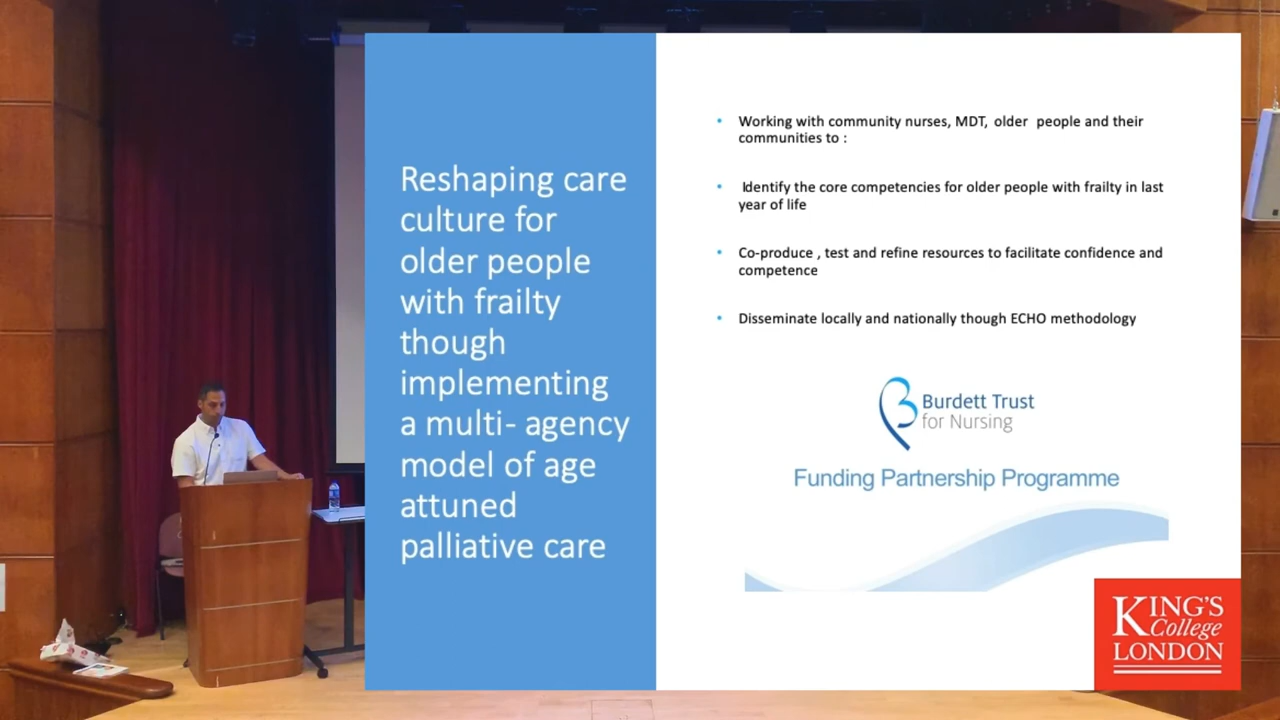 Reshaping care
culture for
older people
with frailty
though
implementing
a multi- agency
model of age
attuned
palliative care
Working with community nurses, MDT, older people and their
communities to :
Identify the core competencies for older people with frailty in last
year of life
Co-produce , test and refine resources to facilitate confidence and
competence
Disseminate locally and nationally though ECHO methodology
Burdett Trust
for Nursing
Funding Partnership Programme
KING'S
College
LONDON